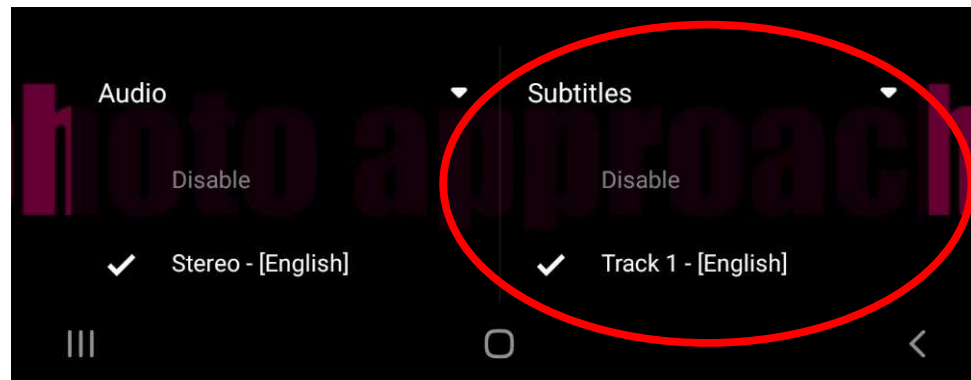 Audio
Subtitles
hoto approach
Disable
Disable
Stereo - [English]
Track 1 - [English]